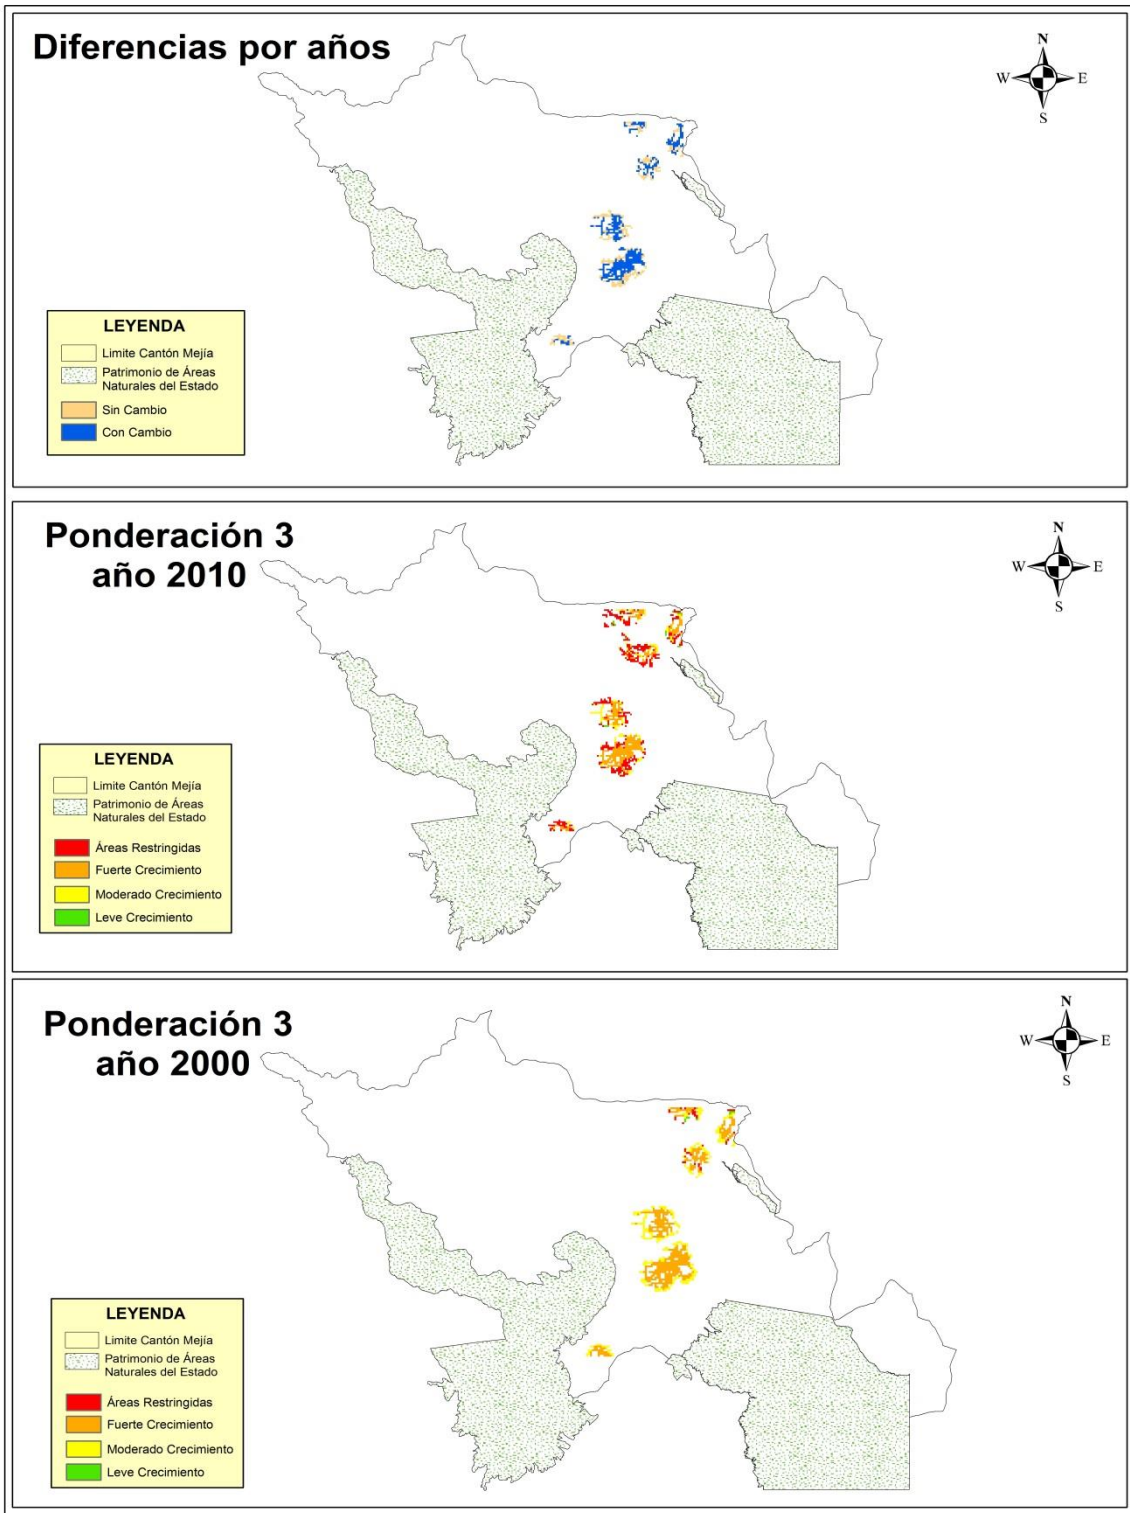 Diferencias por años
N
W E
S
LEYENDA
Limite Cantón Mejía
Patrimonio de Áreas
Naturales del Estado
Sin Cambio
Con Cambio
Ponderación 3
año 2010
N
W E
S
LEYENDA
Limite Cantón Mejía
Patrimonio de Áreas
Naturales del Estado
Áreas Restringidas
Fuerte Crecimiento
Moderado Crecimiento
Leve Crecimiento
Ponderación 3
año 2000
N
W E
S
LEYENDA
Limite Cantón Mejía
Patrimonio de Áreas
Naturales del Estado
Áreas Restringidas
Fuerte Crecimiento
Moderado Crecimiento
Leve Crecimiento